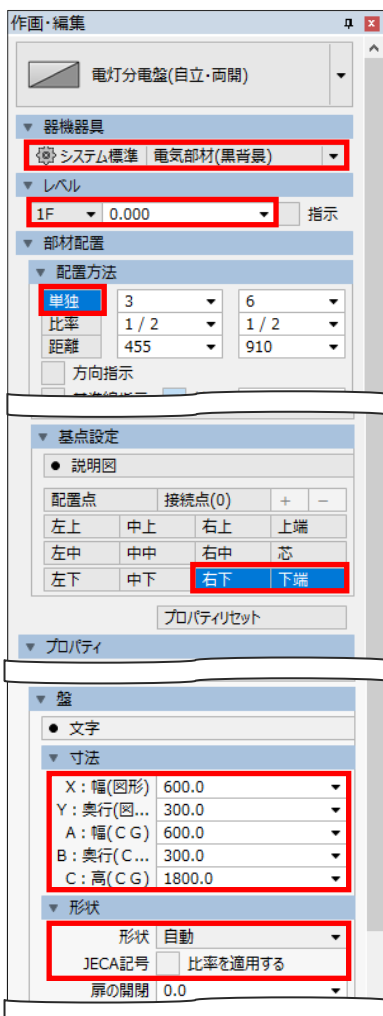 作画・編集
電灯分電盤(自立・両開)
器機器具
システム標準 電気部材(黒背景)
レベル
1F 0.000 指示
部材配置
配置方法
単独 3 6
比率 1 / 2 1 / 2
距離 455 910
方向指示
基点設定
● 説明図
配置点 接続点(0) + −
左上 中上 右上 上端
左中 中中 右中 芯
左下 中下 右下 下端
プロパティリセット
プロパティ
盤
● 文字
寸法
X：幅(図形) 600.0
Y：奥行(図... 300.0
A：幅(ＣＧ) 600.0
B：奥行(Ｃ... 300.0
C：高(ＣＧ) 1800.0
形状
形状 自動
JECA記号 比率を適用する
扉の開閉 0.0